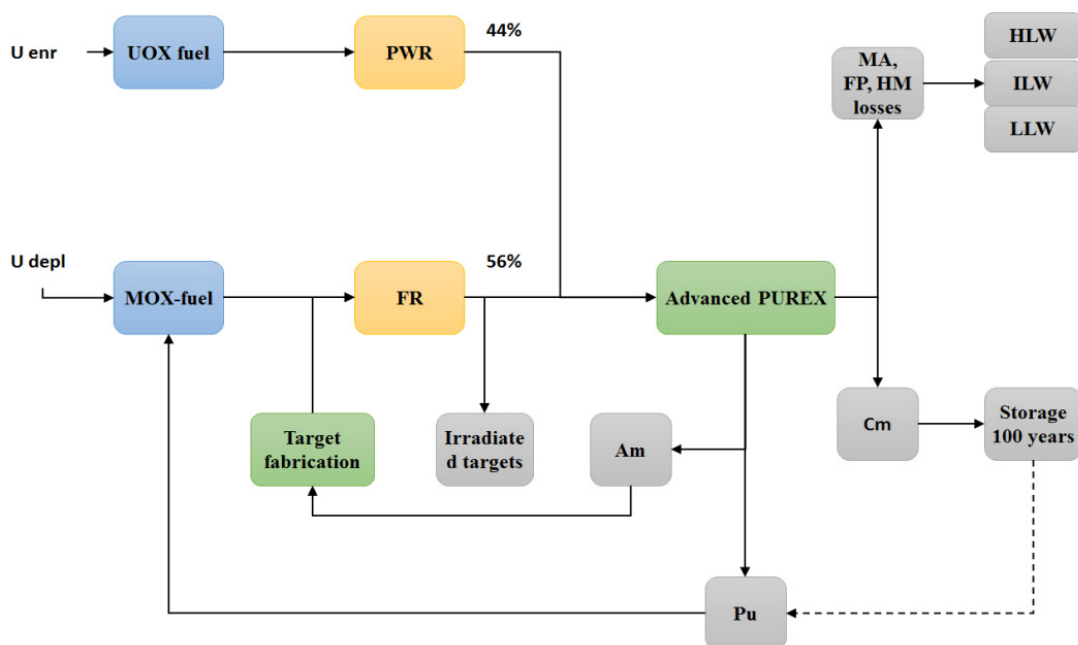 U enr
UOX fuel
PWR
44%
MA,
FP, HM
losses
HLW
ILW
LLW
U depl
MOX-fuel
FR
56%
Advanced PUREX
Target
fabrication
Irradiate
d targets
Am
Cm
Storage
100 years
Pu